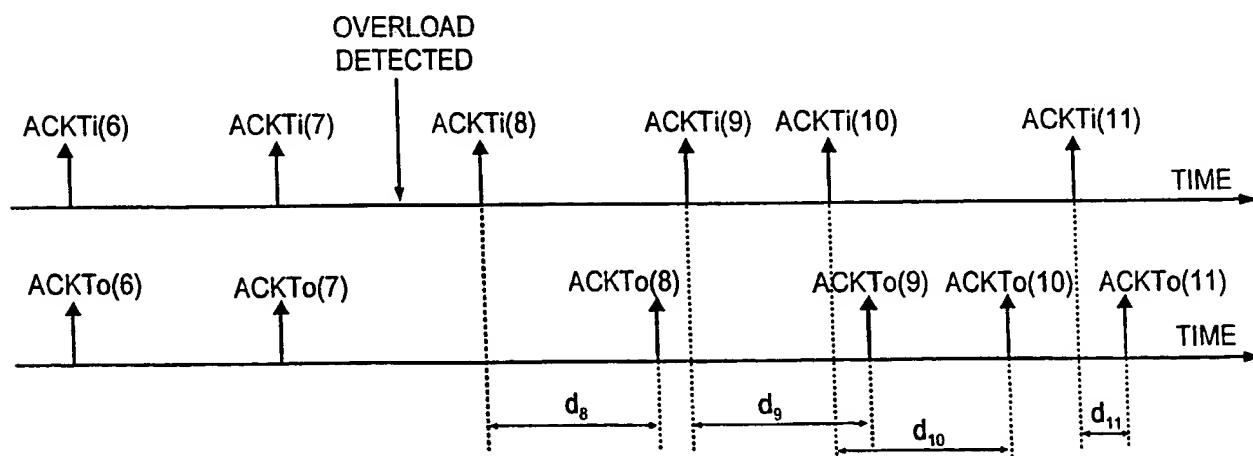 OVERLOAD
DETECTED
ACKTi(6)
ACKTi(7)
ACKTi(8)
ACKTi(9)
ACKTi(10)
ACKTi(11)
TIME
ACKTo(6)
ACKTo(7)
ACKTo(8)
ACKTo(9)
ACKTo(10)
ACKTo(11)
TIME
d₈
d₉
d₁₀
d₁₁